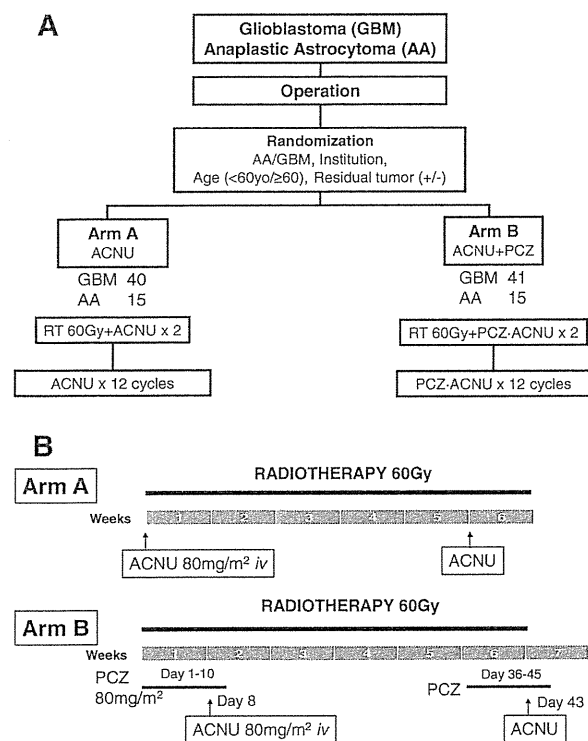 A
Glioblastoma (GBM)
Anaplastic Astrocytoma (AA)
Operation
Randomization
AA/GBM, Institution,
Age (<60yo/≥60), Residual tumor (+/-)
Arm A
ACNU
GBM 40
AA 15
RT 60Gy+ACNU x 2
ACNU x 12 cycles
Arm B
ACNU+PCZ
GBM 41
AA 15
RT 60Gy+PCZ·ACNU x 2
PCZ·ACNU x 12 cycles
B
Arm A
RADIOTHERAPY 60Gy
Weeks 1 2 3 4 5 6
ACNU 80mg/m² iv
ACNU
Arm B
RADIOTHERAPY 60Gy
Weeks 1 2 3 4 5 6 7
PCZ
80mg/m²
Day 1-10
Day 8
ACNU 80mg/m² iv
PCZ
Day 36-45
Day 43
ACNU